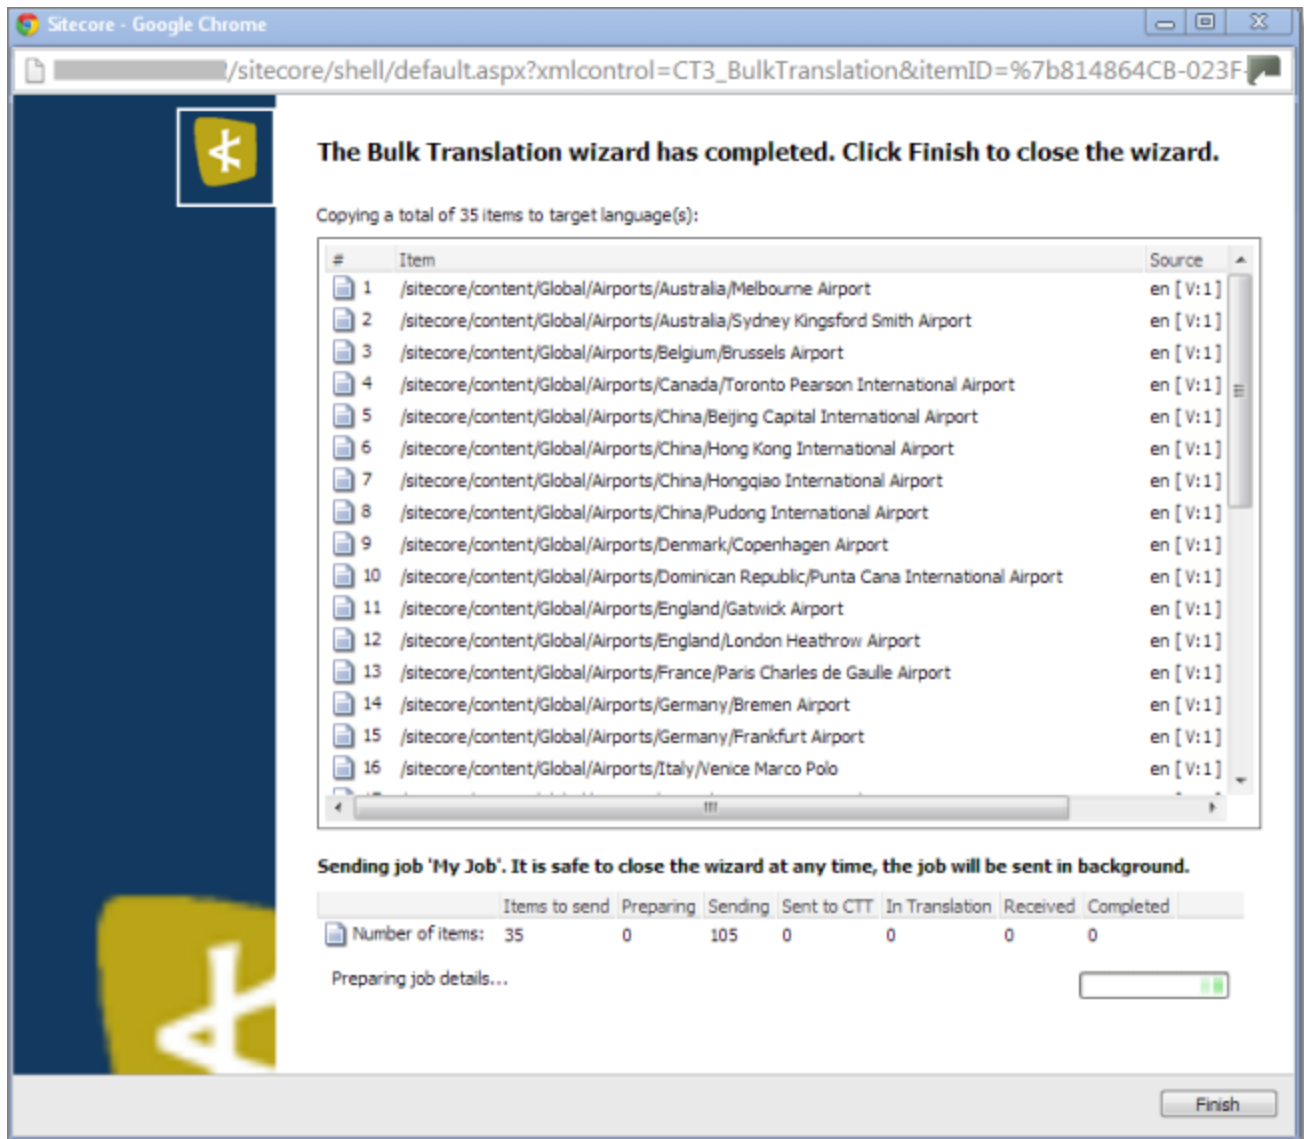 Sitecore - Google Chrome
/sitecore/shell/default.aspx?xmlcontrol=CT3_BulkTranslation&itemID=%7b814864CB-023F-
The Bulk Translation wizard has completed. Click Finish to close the wizard.
Copying a total of 35 items to target language(s):
# Item Source
1 /sitecore/content/Global/Airports/Australia/Melbourne Airport en [ V:1 ]
2 /sitecore/content/Global/Airports/Australia/Sydney Kingsford Smith Airport en [ V:1 ]
3 /sitecore/content/Global/Airports/Belgium/Brussels Airport en [ V:1 ]
4 /sitecore/content/Global/Airports/Canada/Toronto Pearson International Airport en [ V:1 ]
5 /sitecore/content/Global/Airports/China/Beijing Capital International Airport en [ V:1 ]
6 /sitecore/content/Global/Airports/China/Hong Kong International Airport en [ V:1 ]
7 /sitecore/content/Global/Airports/China/Hongqiao International Airport en [ V:1 ]
8 /sitecore/content/Global/Airports/China/Pudong International Airport en [ V:1 ]
9 /sitecore/content/Global/Airports/Denmark/Copenhagen Airport en [ V:1 ]
10 /sitecore/content/Global/Airports/Dominican Republic/Punta Cana International Airport en [ V:1 ]
11 /sitecore/content/Global/Airports/England/Gatwick Airport en [ V:1 ]
12 /sitecore/content/Global/Airports/England/London Heathrow Airport en [ V:1 ]
13 /sitecore/content/Global/Airports/France/Paris Charles de Gaulle Airport en [ V:1 ]
14 /sitecore/content/Global/Airports/Germany/Bremen Airport en [ V:1 ]
15 /sitecore/content/Global/Airports/Germany/Frankfurt Airport en [ V:1 ]
16 /sitecore/content/Global/Airports/Italy/Venice Marco Polo en [ V:1 ]
Sending job 'My Job'. It is safe to close the wizard at any time, the job will be sent in background.
Items to send Preparing Sending Sent to CTT In Translation Received Completed
Number of items: 35 0 105 0 0 0 0
Preparing job details...
Finish